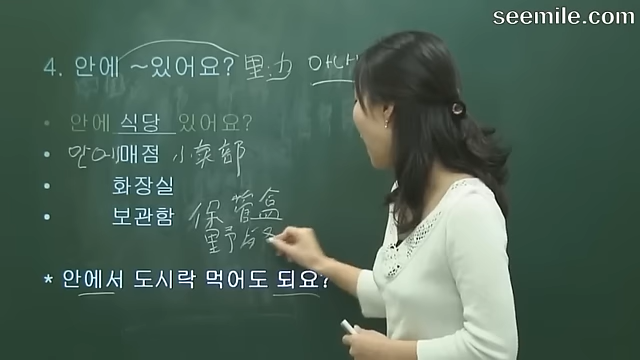 seemile.com
4. 안에 ~있어요? 里边
• 안에 식당 있어요?
• 안에 매점 小卖部
• 화장실
• 보관함 保管盒
野
* 안에서 도시락 먹어도 되요?